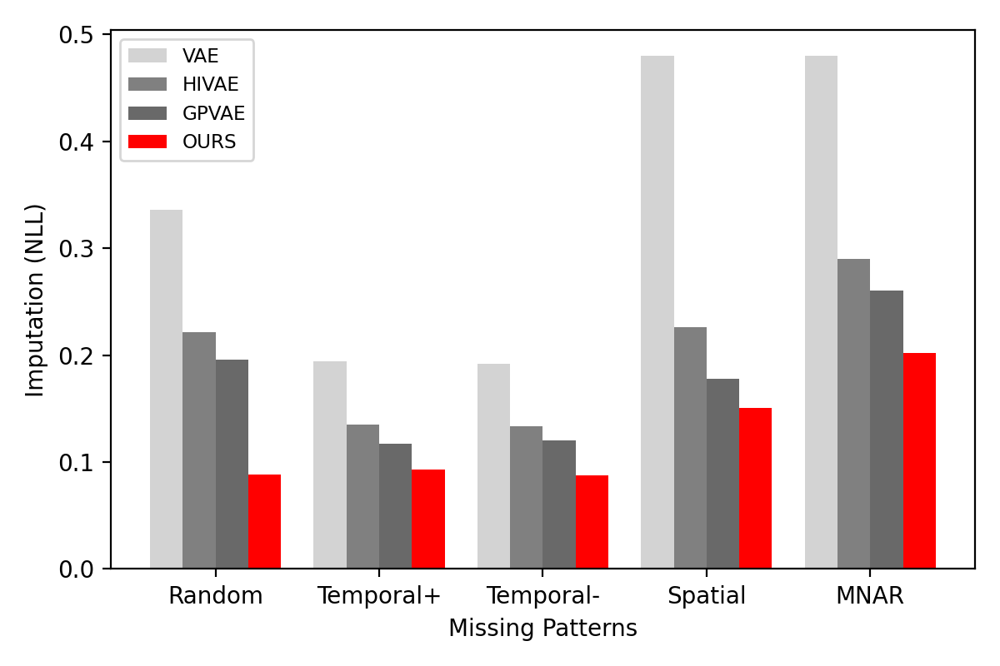 0.5
0.4
0.3
0.2
0.1
0.0
Imputation (NLL)
VAE
HIVAE
GPVAE
OURS
Random Temporal+ Temporal- Spatial MNAR
Missing Patterns